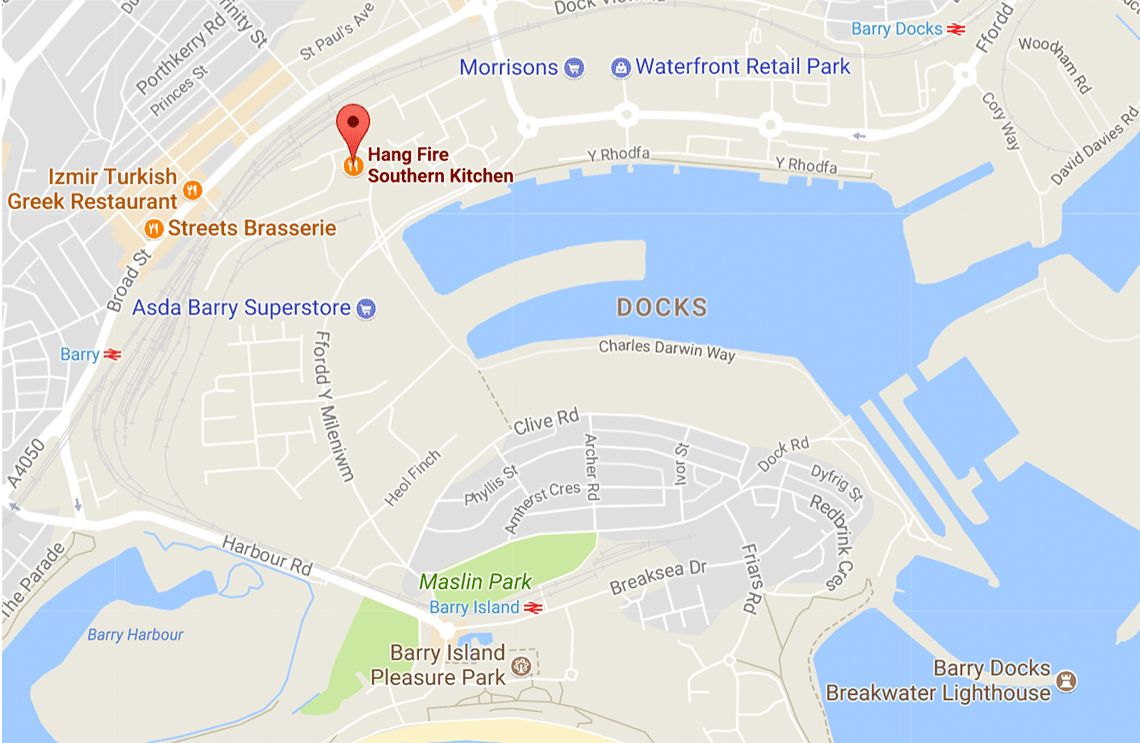 Dock View Rd
Barry Docks
Ffordd
Trinity St
St Paul's Ave
Porthkerry Rd
Princes St
Morrisons
Waterfront Retail Park
Woodham Rd
Cory Way
David Davies Rd
Hang Fire
Southern Kitchen
Y Rhodfa
Y Rhodfa
Izmir Turkish
Greek Restaurant
Streets Brasserie
Broad St
Asda Barry Superstore
DOCKS
Barry
Charles Darwin Way
Ffordd Y Mileniwm
Clive Rd
Archer Rd
Ivor St
Dock Rd
A4050
Heol Ffinch
Phyllis St
Amherst Cres
Dyfrig St
Redbrink Cres
Harbour Rd
The Parade
Maslin Park
Breaksea Dr
Friars Rd
Barry Island
Barry Harbour
Barry Island
Pleasure Park
Barry Docks
Breakwater Lighthouse